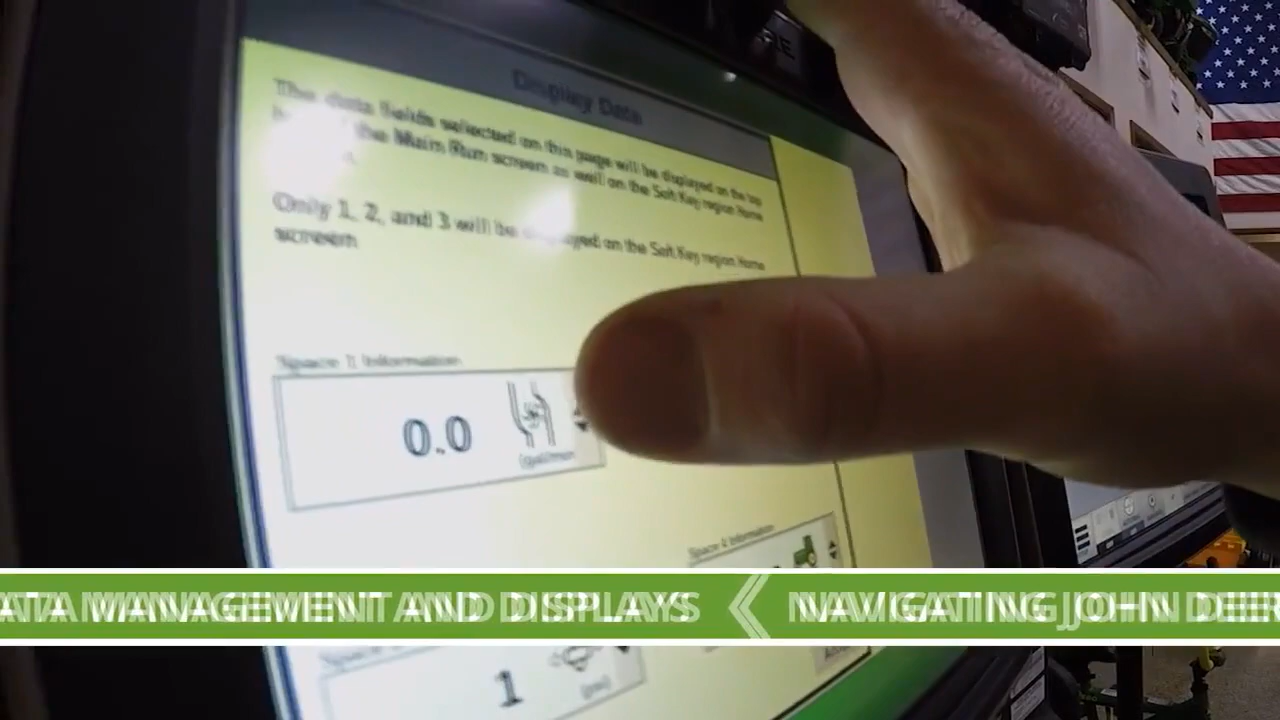 Display Data
The data fields selected on this page will be displayed on the top
the Main Run screen as well on the Soft Key region Home
Only 1, 2, and 3 will be displayed on the Soft Key region Home
screen
Space 1 Information
0.0
Space 4 Information
ATA MANAGEMENT AND DISPLAYS
NAVIGATING JOHN DEER
1